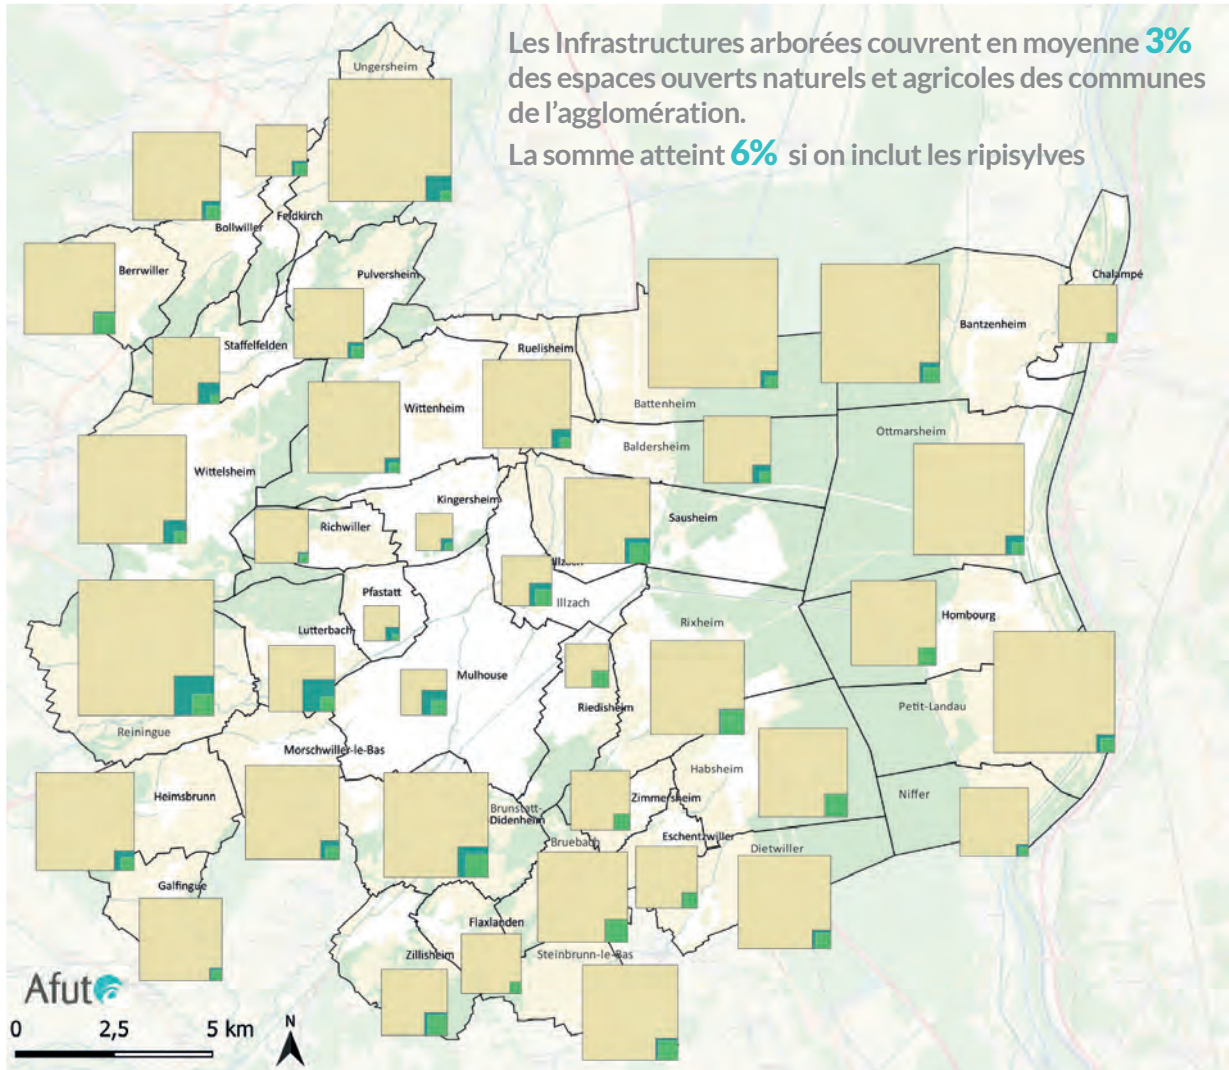 Les Infrastructures arborées couvrent en moyenne 3%
des espaces ouverts naturels et agricoles des communes
de l'agglomération.
La somme atteint 6% si on inclut les ripisylves
Ungersheim
Feldkirch
Bollwiller
Berrwiller
Pulversheim
Chalampé
Bantzenheim
Staffelfelden
Ruelisheim
Wittenheim
Battenheim
Ottmarsheim
Baldersheim
Wittelsheim
Kingersheim
Richwiller
Sausheim
Illzach
Illzach
Pfastatt
Hombourg
Rixheim
Lutterbach
Mulhouse
Riedisheim
Petit-Landau
Reiningue
Morschwiller-le-Bas
Habsheim
Niffer
Heimsbrunn
Zimmersheim
Brunstatt-
Didenheim
Eschentzwiller
Bruebach
Dietwiller
Galfingue
Flaxlanden
Zillisheim
Steinbrunn-le-Bas
Afut
0 2,5 5 km
N